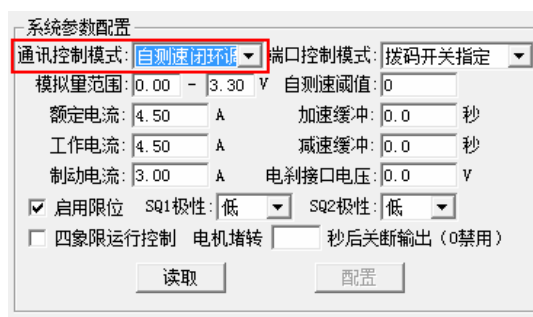 系统参数配置
通讯控制模式: 自测速闭环调 端口控制模式: 拨码开关指定
模拟量范围: 0.00 - 3.30 V 自测速阈值: 0
额定电流: 4.50 A 加速缓冲: 0.0 秒
工作电流: 4.50 A 减速缓冲: 0.0 秒
制动电流: 3.00 A 电刹接口电压: 0.0 V
启用限位 SQ1极性: 低 SQ2极性: 低
四象限运行控制 电机堵转 秒后关断输出（0禁用）
读取 配置